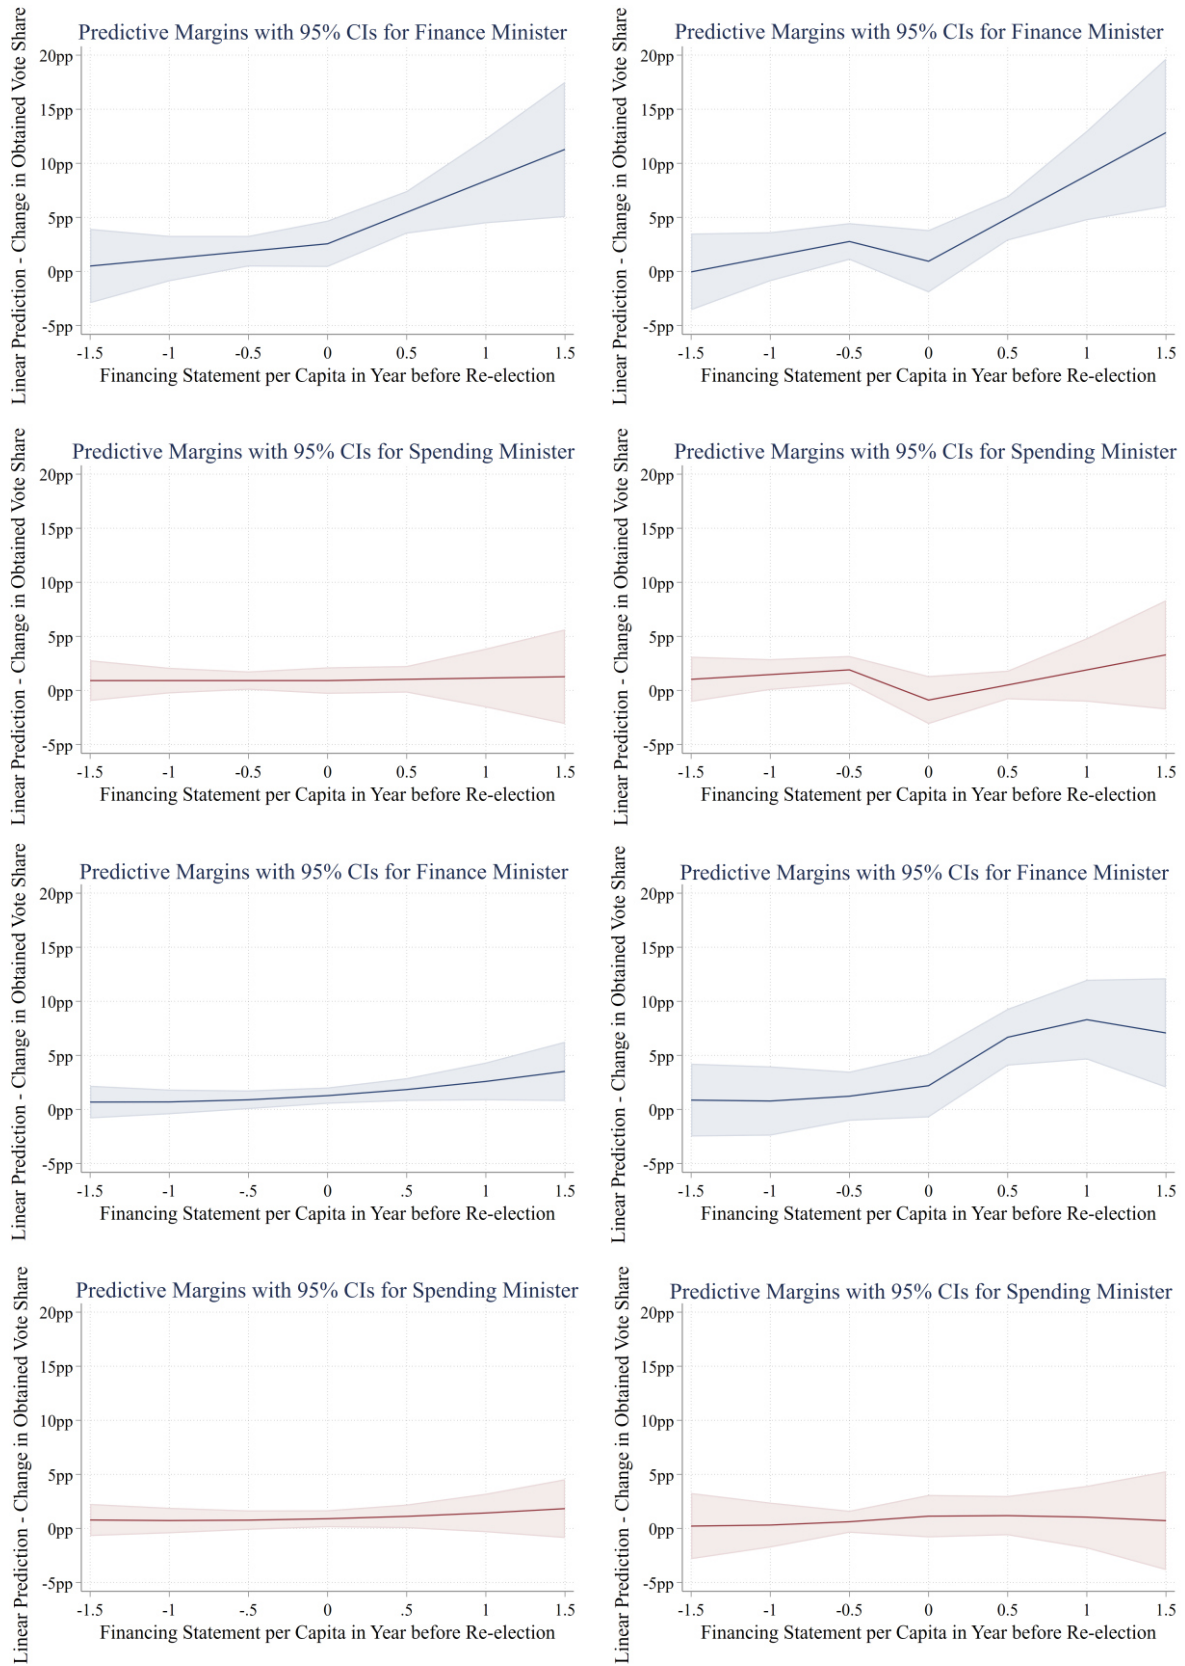 Predictive Margins with 95% CIs for Finance Minister
Linear Prediction - Change in Obtained Vote Share
20pp
15pp
10pp
5pp
0pp
-5pp
-1.5 -1 -0.5 0 0.5 1 1.5
Financing Statement per Capita in Year before Re-election
Predictive Margins with 95% CIs for Finance Minister
Linear Prediction - Change in Obtained Vote Share
20pp
15pp
10pp
5pp
0pp
-5pp
-1.5 -1 -0.5 0 0.5 1 1.5
Financing Statement per Capita in Year before Re-election
Predictive Margins with 95% CIs for Spending Minister
Linear Prediction - Change in Obtained Vote Share
20pp
15pp
10pp
5pp
0pp
-5pp
-1.5 -1 -0.5 0 0.5 1 1.5
Financing Statement per Capita in Year before Re-election
Predictive Margins with 95% CIs for Spending Minister
Linear Prediction - Change in Obtained Vote Share
20pp
15pp
10pp
5pp
0pp
-5pp
-1.5 -1 -0.5 0 0.5 1 1.5
Financing Statement per Capita in Year before Re-election
Predictive Margins with 95% CIs for Finance Minister
Linear Prediction - Change in Obtained Vote Share
20pp
15pp
10pp
5pp
0pp
-5pp
-1.5 -1 -.5 0 .5 1 1.5
Financing Statement per Capita in Year before Re-election
Predictive Margins with 95% CIs for Finance Minister
Linear Prediction - Change in Obtained Vote Share
20pp
15pp
10pp
5pp
0pp
-5pp
-1.5 -1 -0.5 0 0.5 1 1.5
Financing Statement per Capita in Year before Re-election
Predictive Margins with 95% CIs for Spending Minister
Linear Prediction - Change in Obtained Vote Share
20pp
15pp
10pp
5pp
0pp
-5pp
-1.5 -1 -.5 0 .5 1 1.5
Financing Statement per Capita in Year before Re-election
Predictive Margins with 95% CIs for Spending Minister
Linear Prediction - Change in Obtained Vote Share
20pp
15pp
10pp
5pp
0pp
-5pp
-1.5 -1 -0.5 0 0.5 1 1.5
Financing Statement per Capita in Year before Re-election